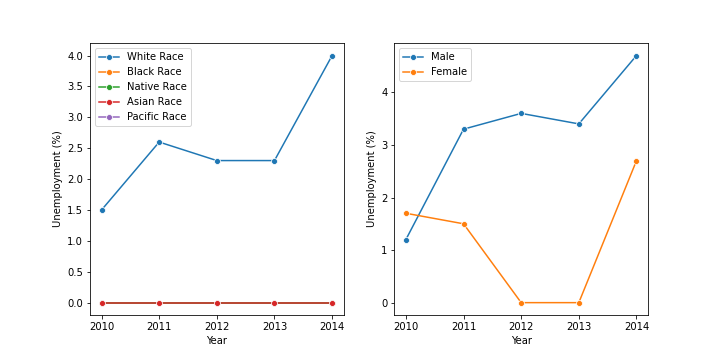 White Race
Black Race
Native Race
Asian Race
Pacific Race
4.0
3.5
3.0
2.5
2.0
1.5
1.0
0.5
0.0
Unemployment (%)
2010 2011 2012 2013 2014
Year
Male
Female
4
3
2
1
0
Unemployment (%)
2010 2011 2012 2013 2014
Year